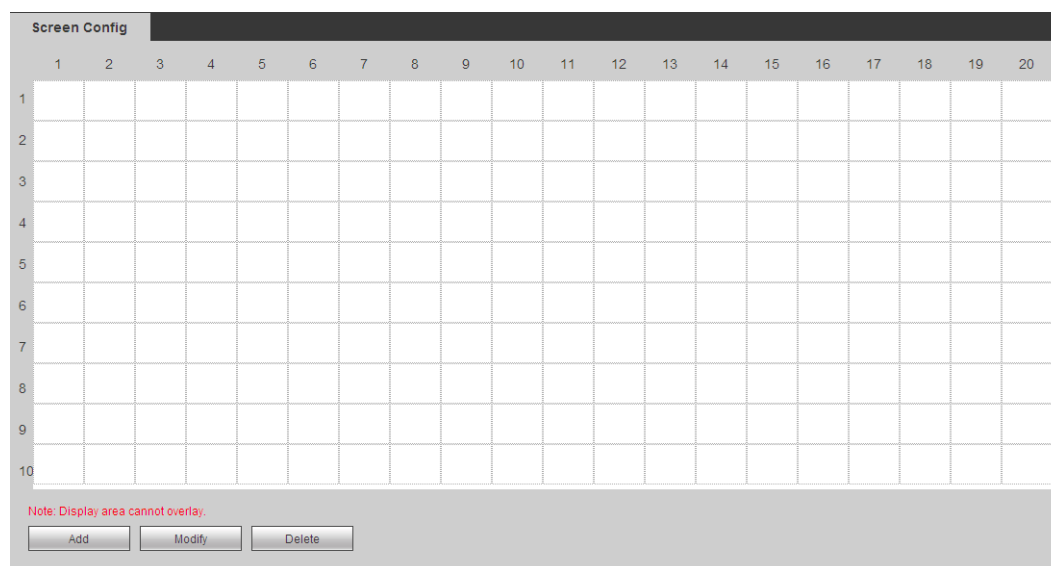 Screen Config
1 2 3 4 5 6 7 8 9 10 11 12 13 14 15 16 17 18 19 20
1
2
3
4
5
6
7
8
9
10
Note: Display area cannot overlay.
Add Modify Delete